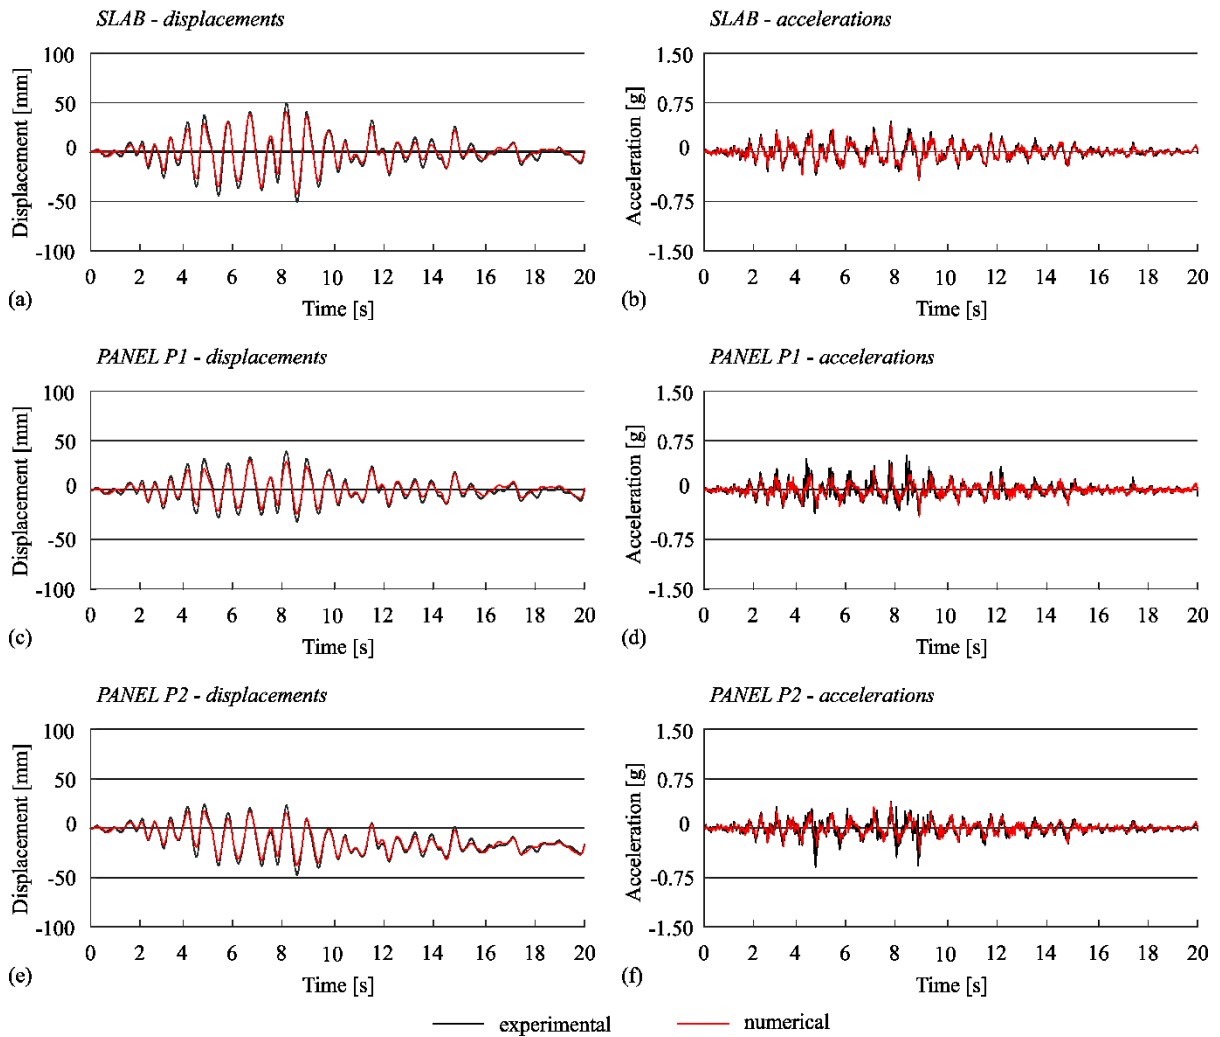 SLAB - displacements
100
50
0
-50
-100
Displacement [mm]
0 2 4 6 8 10 12 14 16 18 20
Time [s]
(a)
SLAB - accelerations
1.50
0.75
0
-0.75
-1.50
Acceleration [g]
0 2 4 6 8 10 12 14 16 18 20
Time [s]
(b)
PANEL P1 - displacements
100
50
0
-50
-100
Displacement [mm]
0 2 4 6 8 10 12 14 16 18 20
Time [s]
(c)
PANEL P1 - accelerations
1.50
0.75
0
-0.75
-1.50
Acceleration [g]
0 2 4 6 8 10 12 14 16 18 20
Time [s]
(d)
PANEL P2 - displacements
100
50
0
-50
-100
Displacement [mm]
0 2 4 6 8 10 12 14 16 18 20
Time [s]
(e)
PANEL P2 - accelerations
1.50
0.75
0
-0.75
-1.50
Acceleration [g]
0 2 4 6 8 10 12 14 16 18 20
Time [s]
(f)
experimental numerical